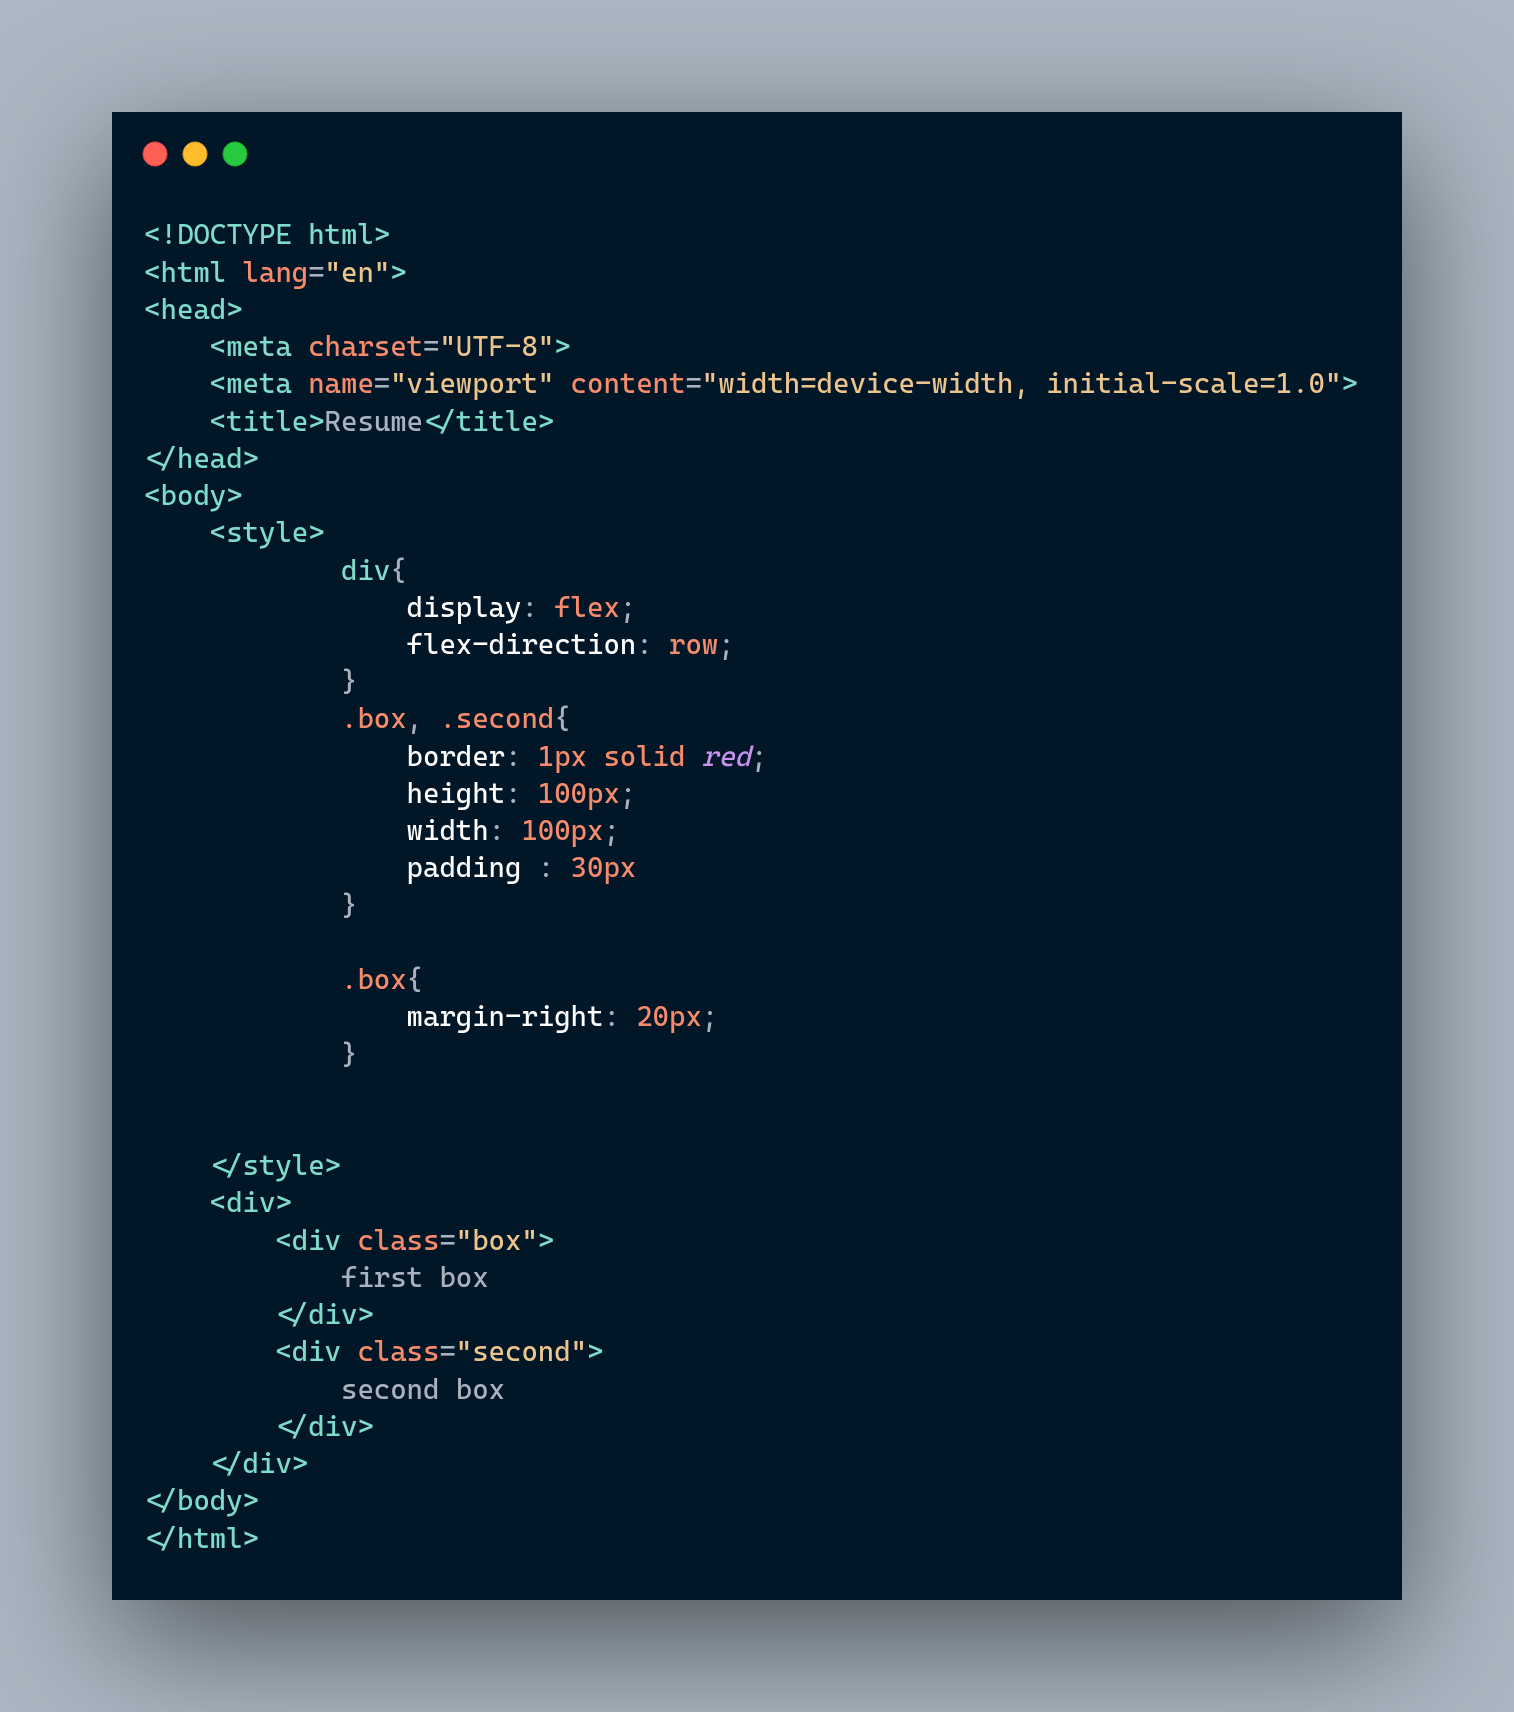 <!DOCTYPE html>
<html lang="en">
<head>
    <meta charset="UTF-8">
    <meta name="viewport" content="width=device-width, initial-scale=1.0">
    <title>Resume</title>
</head>
<body>
    <style>
            div{
                display: flex;
                flex-direction: row;
            }
            .box, .second{
                border: 1px solid red;
                height: 100px;
                width: 100px;
                padding : 30px
            }

            .box{
                margin-right: 20px;
            }


    </style>
    <div>
        <div class="box">
            first box
        </div>
        <div class="second">
            second box
        </div>
    </div>
</body>
</html>